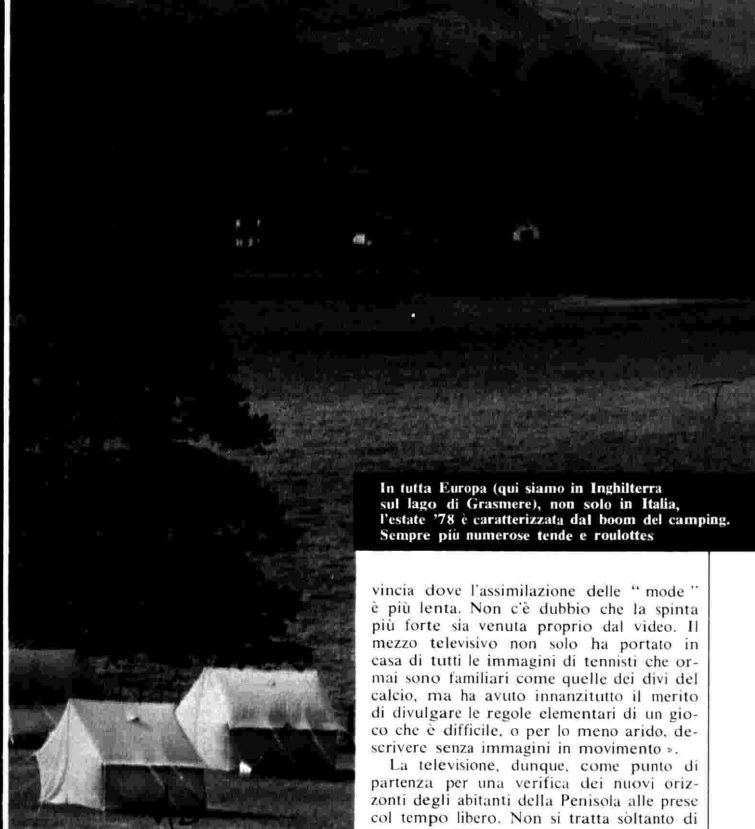 In tutta Europa (qui siamo in Inghilterra
sul lago di Grasmere), non solo in Italia,
l'estate '78 è caratterizzata dal boom del camping.
Sempre più numerose tende e roulottes
vincia dove l'assimilazione delle “ mode ”
è più lenta. Non c'è dubbio che la spinta
più forte sia venuta proprio dal video. Il
mezzo televisivo non solo ha portato in
casa di tutti le immagini di tennisti che or-
mai sono familiari come quelle dei divi del
calcio, ma ha avuto innanzitutto il merito
di divulgare le regole elementari di un gio-
co che è difficile, o per lo meno arido, de-
scrivere senza immagini in movimento ».
La televisione, dunque, come punto di
partenza per una verifica dei nuovi oriz-
zonti degli abitanti della Penisola alle prese
col tempo libero. Non si tratta soltanto di